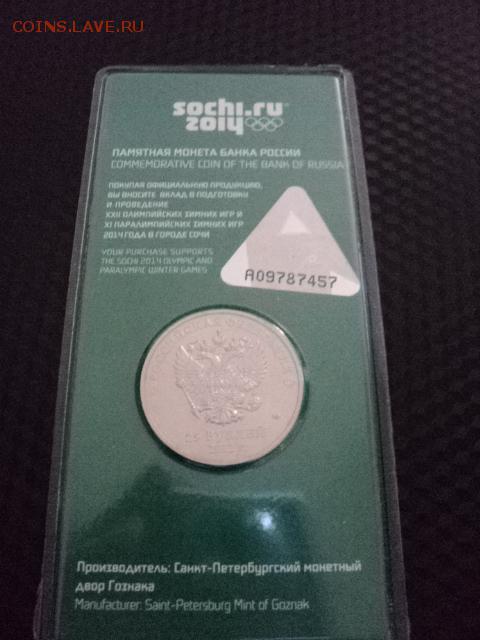 COINS.LAVE.RU
sochi.ru
2014
ПАМЯТНАЯ МОНЕТА БАНКА РОССИИ
COMMEMORATIVE COIN OF THE BANK OF RUSSIA
ПОКУПАЯ ОФИЦИАЛЬНУЮ ПРОДУКЦИЮ,
ВЫ ВНОСИТЕ ВКЛАД В ПОДГОТОВКУ
И ПРОВЕДЕНИЕ
XXII ОЛИМПИЙСКИХ ЗИМНИХ ИГР И
XI ПАРАЛИМПИЙСКИХ ЗИМНИХ ИГР
2014 ГОДА В ГОРОДЕ СОЧИ
YOUR PURCHASE SUPPORTS
THE SOCHI 2014 OLYMPIC AND
PARALYMPIC WINTER GAMES
A09787457
25 РУБЛЕЙ
Производитель: Санкт-Петербургский монетный
двор Гознака
Manufacturer: Saint-Petersburg Mint of Goznak